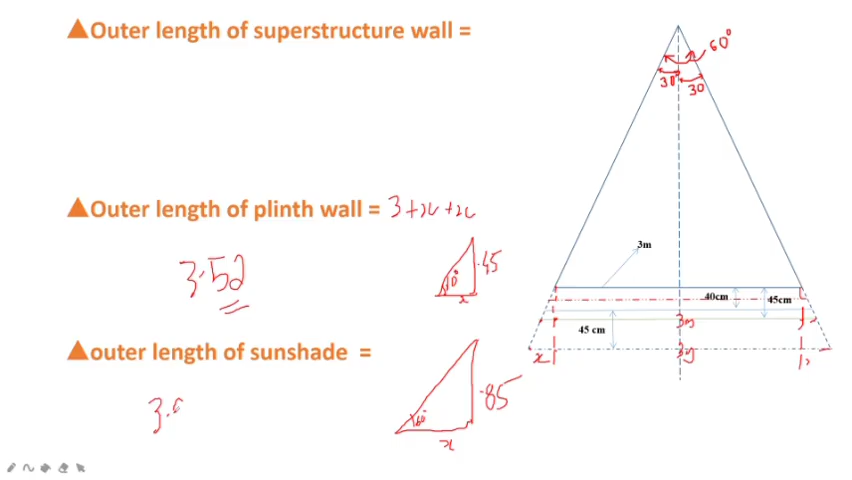 ▲Outer length of superstructure wall =
60°
30°
30
▲Outer length of plinth wall = 3+x+x
3.52
60°
.45
x
3m
40cm
45cm
45 cm
3m
3m
x
x
▲outer length of sunshade =
60°
.85
x